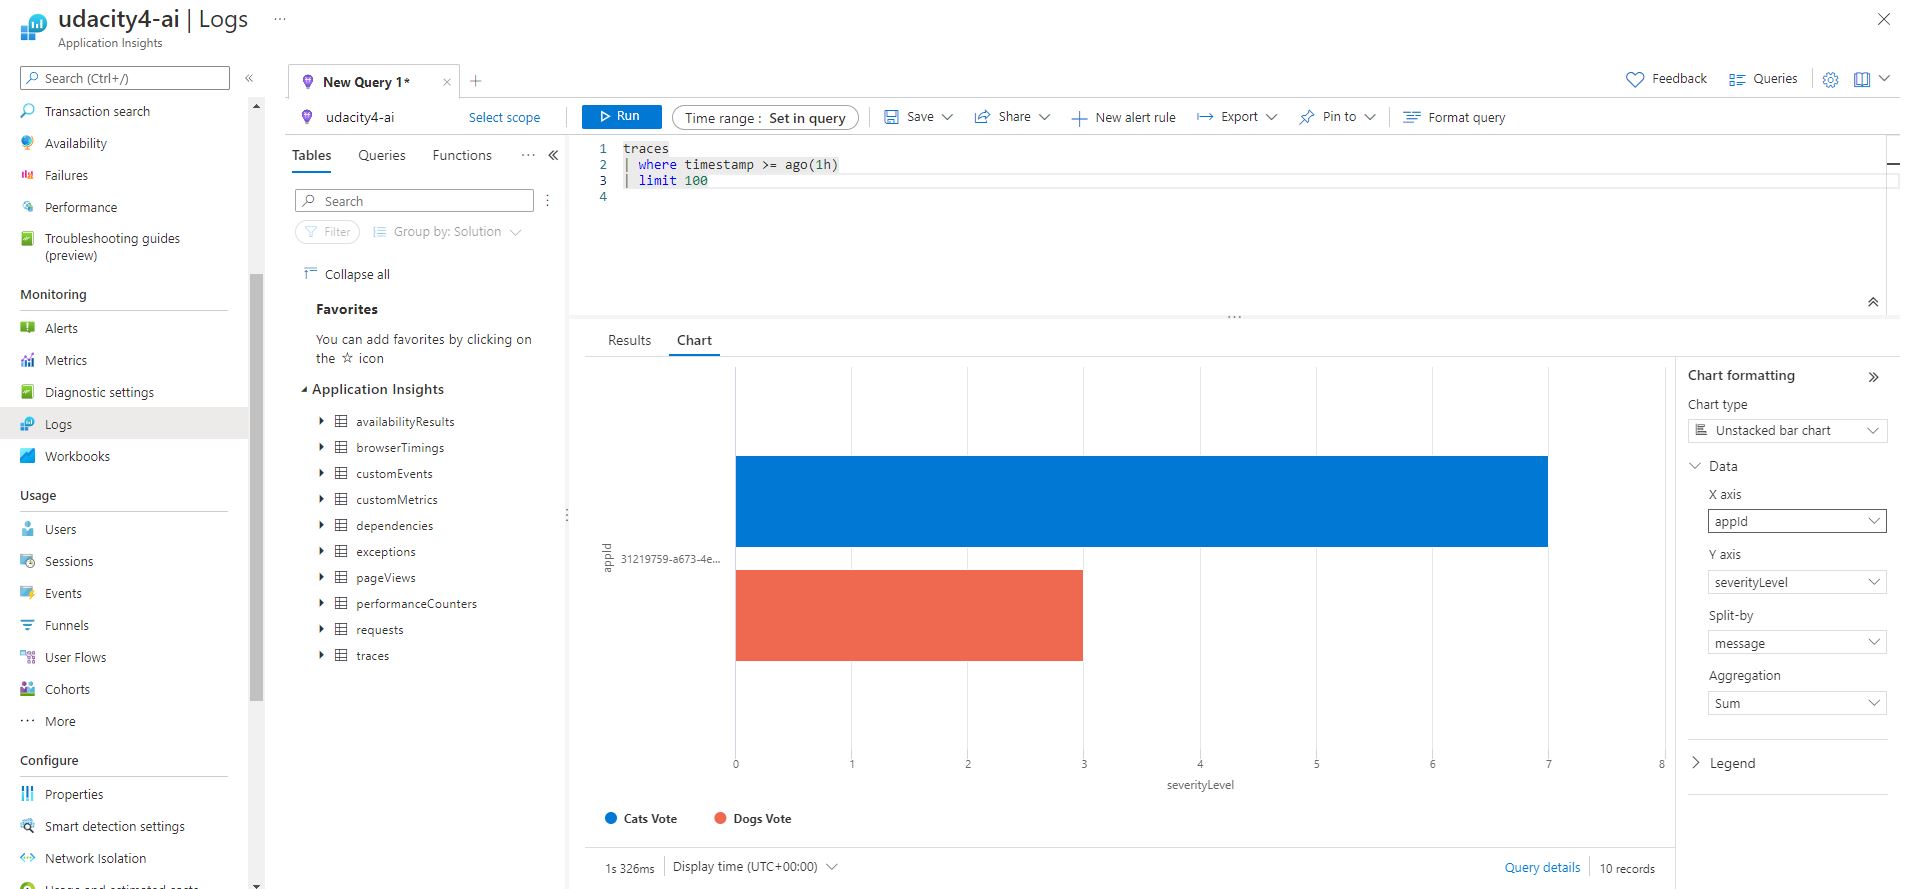 udacity4-ai | Logs ...
Application Insights
Search (Ctrl+/)
«
Transaction search
Availability
Failures
Performance
Troubleshooting guides
(preview)
Monitoring
Alerts
Metrics
Diagnostic settings
Logs
Workbooks
Usage
Users
Sessions
Events
Funnels
User Flows
Cohorts
More
Configure
Properties
Smart detection settings
Network Isolation
Usage and estimated costs
New Query 1*
Feedback
Queries
udacity4-ai
Select scope
Run
Time range : Set in query
Save
Share
New alert rule
Export
Pin to
Format query
Tables
Queries
Functions
...
«
Search
Filter
Group by: Solution
Collapse all
Favorites
You can add favorites by clicking on
the ☆ icon
Application Insights
availabilityResults
browserTimings
customEvents
customMetrics
dependencies
exceptions
pageViews
performanceCounters
requests
traces
1 traces
2 | where timestamp >= ago(1h)
3 | limit 100
4
Results
Chart
appId
31219759-a673-4e...
0 1 2 3 4 5 6 7 8
severityLevel
Cats Vote
Dogs Vote
1s 326ms
Display time (UTC+00:00)
Query details
10 records
Chart formatting
»
Chart type
Unstacked bar chart
Data
X axis
appId
Y axis
severityLevel
Split-by
message
Aggregation
Sum
Legend